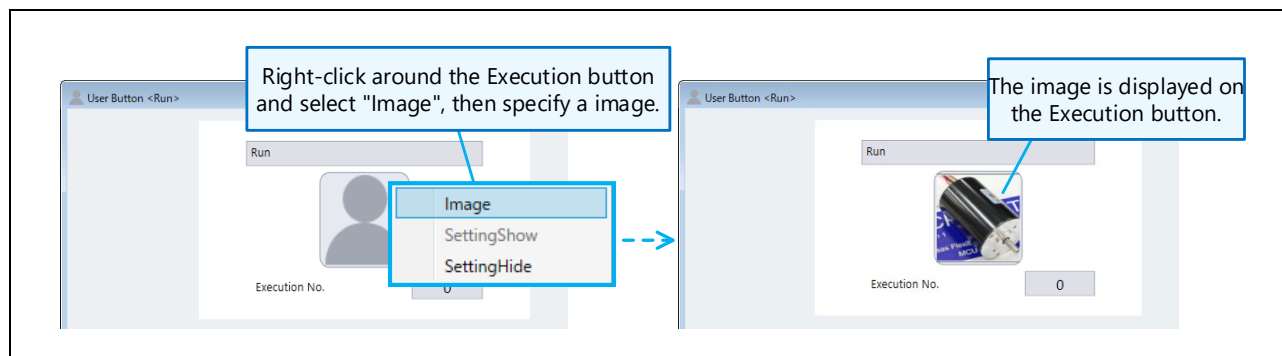 Right-click around the Execution button
and select "Image", then specify a image.
User Button <Run>
Run
Image
SettingShow
SettingHide
Execution No.
0
The image is displayed on
the Execution button.
User Button <Run>
Run
MCU
Execution No.
0